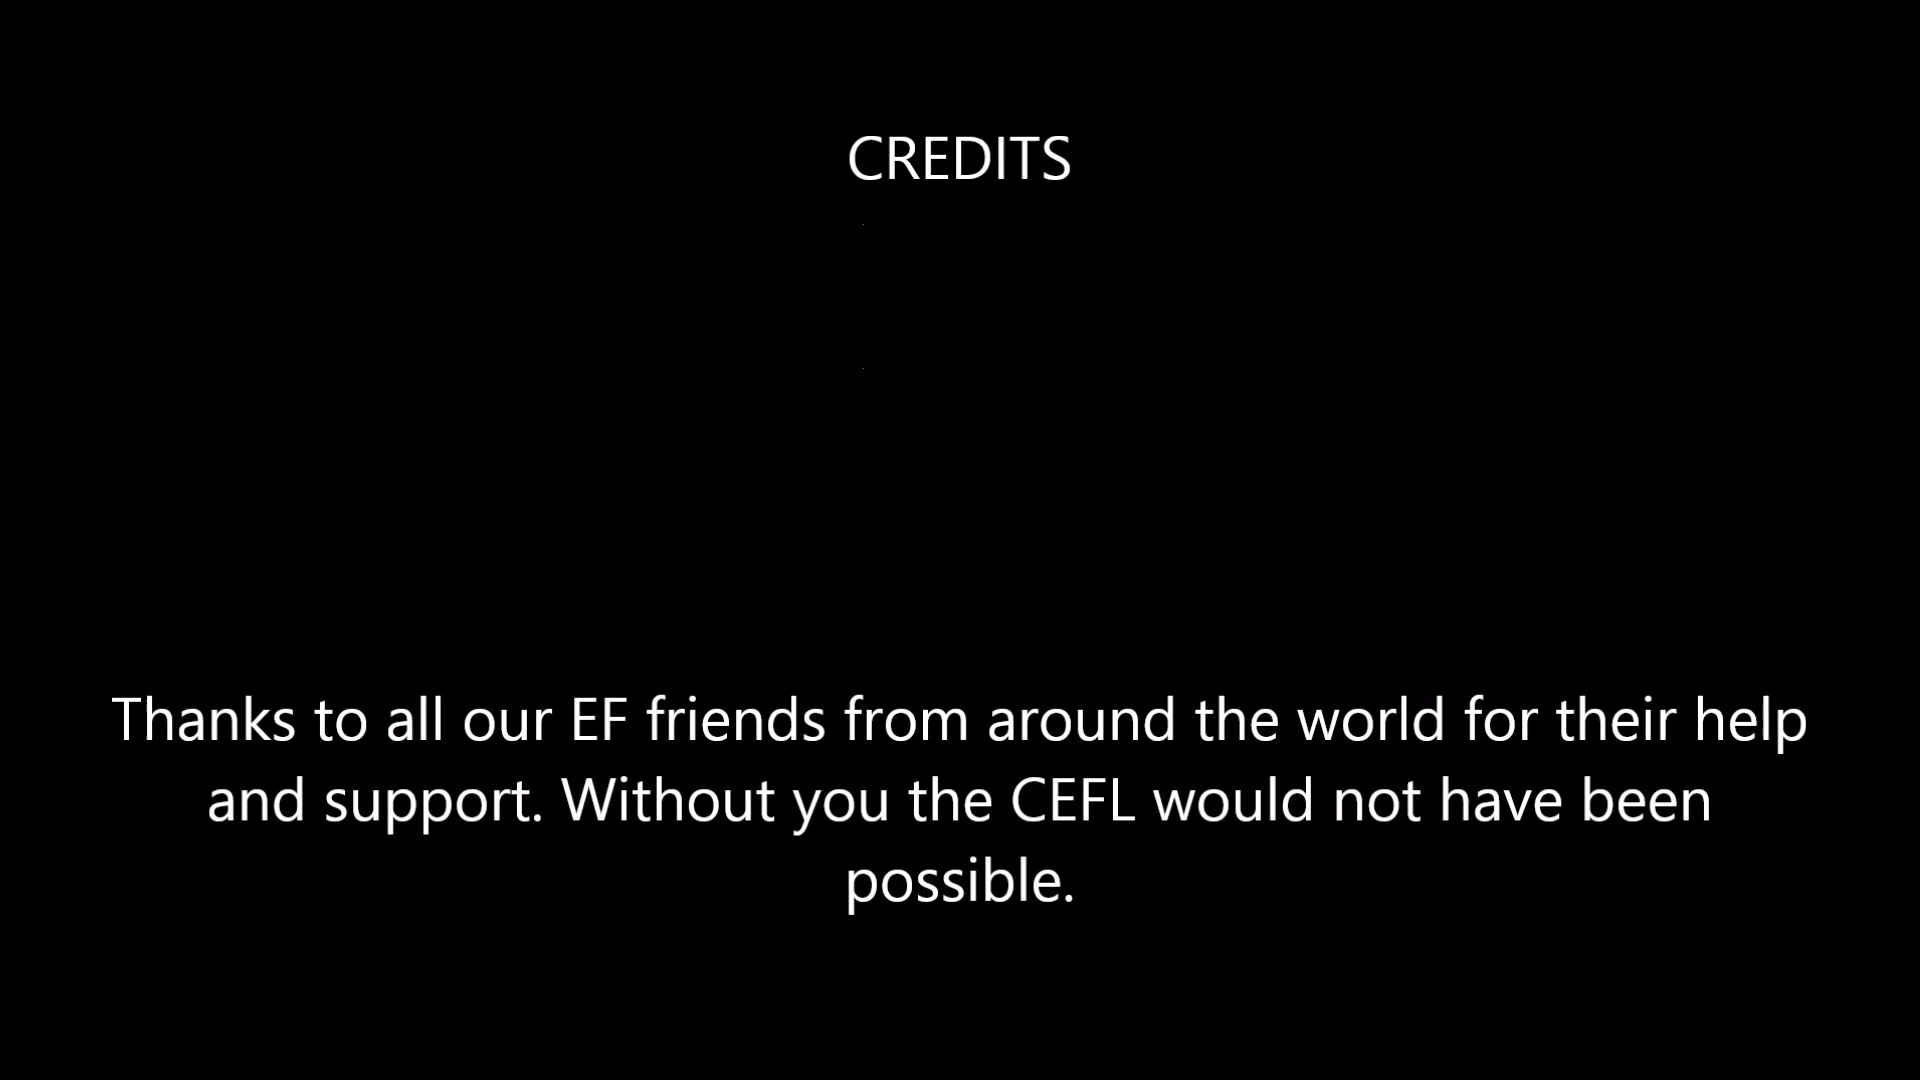 CREDITS
Thanks to all our EF friends from around the world for their help
and support. Without you the CEFL would not have been
possible.